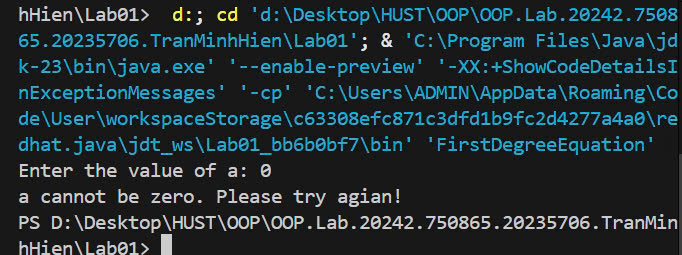 hHien\Lab01>  d:; cd 'd:\Desktop\HUST\OOP\OOP.Lab.20242.7508
65.20235706.TranMinhHien\Lab01'; & 'C:\Program Files\Java\jd
k-23\bin\java.exe' '--enable-preview' '-XX:+ShowCodeDetailsI
nExceptionMessages' '-cp' 'C:\Users\ADMIN\AppData\Roaming\Co
de\User\workspaceStorage\c63308efc871c3dfd1b9fc2d4277a4a0\re
dhat.java\jdt_ws\Lab01_bb6b0bf7\bin' 'FirstDegreeEquation'
Enter the value of a: 0
a cannot be zero. Please try agian!
PS D:\Desktop\HUST\OOP\OOP.Lab.20242.750865.20235706.TranMin
hHien\Lab01>